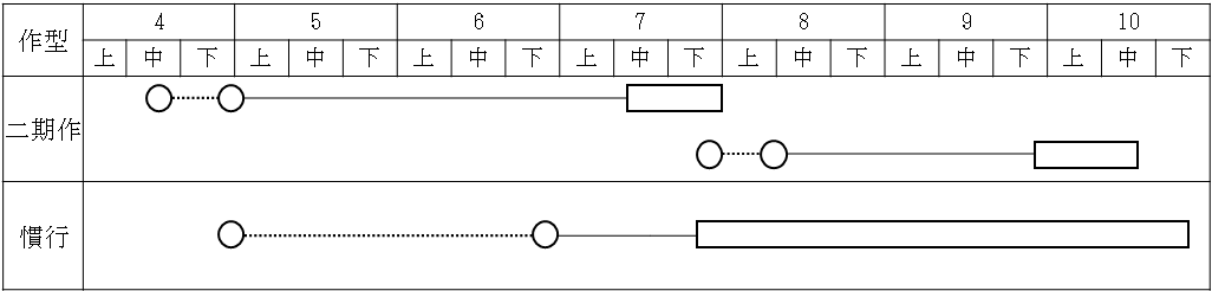 作型 4 5 6 7 8 9 10
上 中 下 上 中 下 上 中 下 上 中 下 上 中 下 上 中 下 上 中 下
二期作
慣行